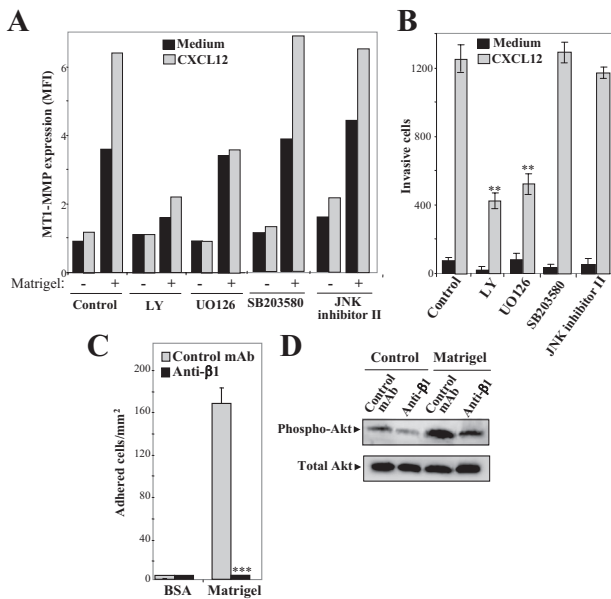 A
Medium
CXCL12
MT1-MMP expression (MFI)
6
4
2
0
Matrigel: - + - + - + - + - +
Control LY UO126 SB203580 JNK inhibitor II
B
Medium
CXCL12
Invasive cells
1200
800
400
0
** **
Control LY UO126 SB203580 JNK inhibitor II
C
Control mAb
Anti-β1
Adhered cells/mm²
200
160
120
80
40
0
***
BSA Matrigel
D
Control Matrigel
Control mAb Anti-β1 Control mAb Anti-β1
Phospho-Akt
Total Akt